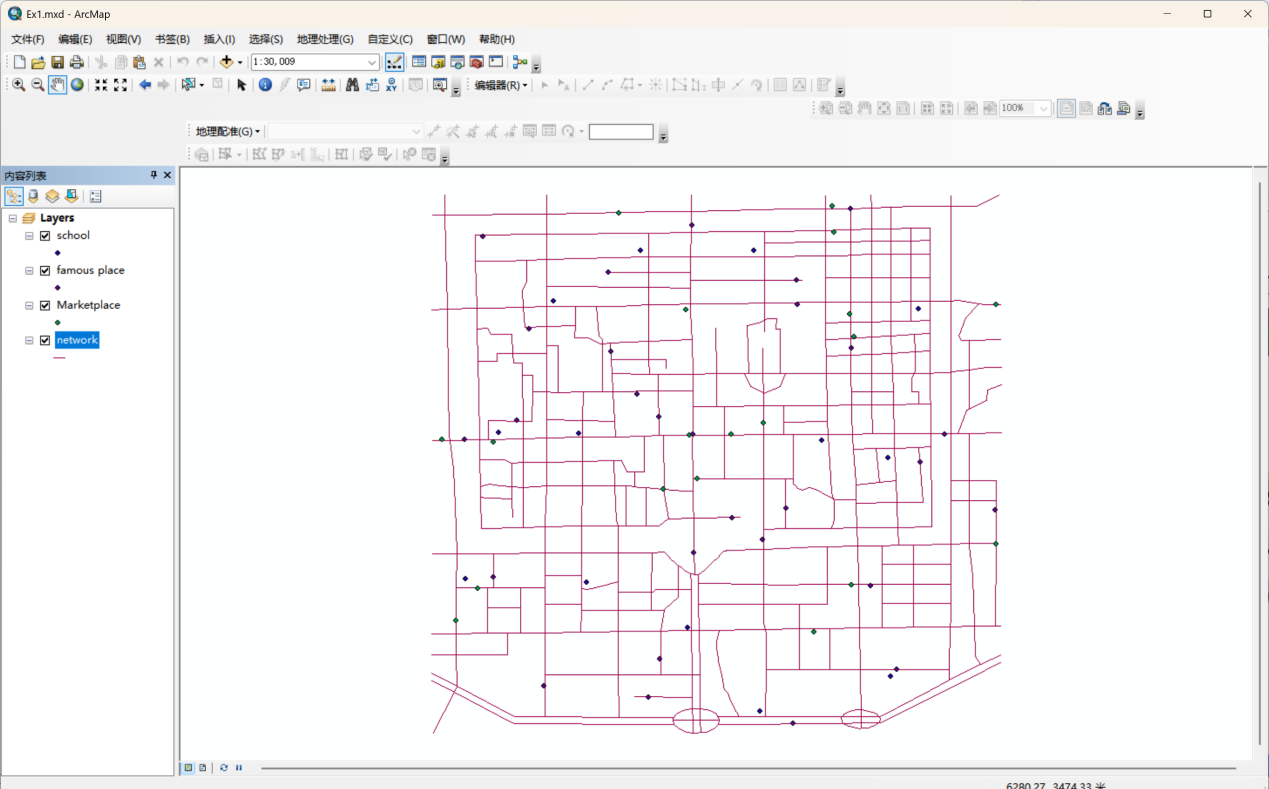 Ex1.mxd - ArcMap
文件(F) 编辑(E) 视图(V) 书签(B) 插入(I) 选择(S) 地理处理(G) 自定义(C) 窗口(W) 帮助(H)
1:30,009
编辑器(R)
100%
地理配准(G)
内容列表
Layers
school
famous place
Marketplace
network
6280.27 3474.33 米